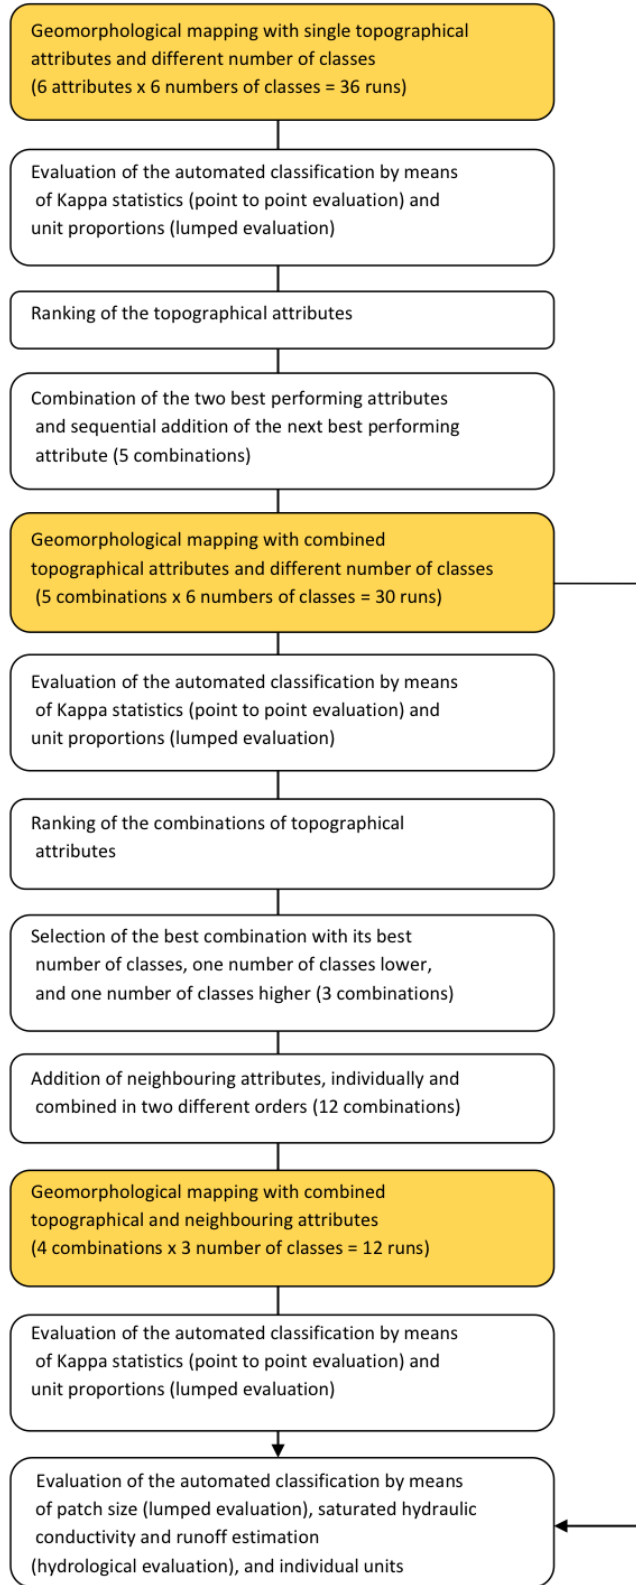 Geomorphological mapping with single topographical
attributes and different number of classes
(6 attributes x 6 numbers of classes = 36 runs)
Evaluation of the automated classification by means
of Kappa statistics (point to point evaluation) and
unit proportions (lumped evaluation)
Ranking of the topographical attributes
Combination of the two best performing attributes
and sequential addition of the next best performing
attribute (5 combinations)
Geomorphological mapping with combined
topographical attributes and different number of classes
(5 combinations x 6 numbers of classes = 30 runs)
Evaluation of the automated classification by means
of Kappa statistics (point to point evaluation) and
unit proportions (lumped evaluation)
Ranking of the combinations of topographical
attributes
Selection of the best combination with its best
number of classes, one number of classes lower,
and one number of classes higher (3 combinations)
Addition of neighbouring attributes, individually and
combined in two different orders (12 combinations)
Geomorphological mapping with combined
topographical and neighbouring attributes
(4 combinations x 3 number of classes = 12 runs)
Evaluation of the automated classification by means
of Kappa statistics (point to point evaluation) and
unit proportions (lumped evaluation)
Evaluation of the automated classification by means
of patch size (lumped evaluation), saturated hydraulic
conductivity and runoff estimation
(hydrological evaluation), and individual units